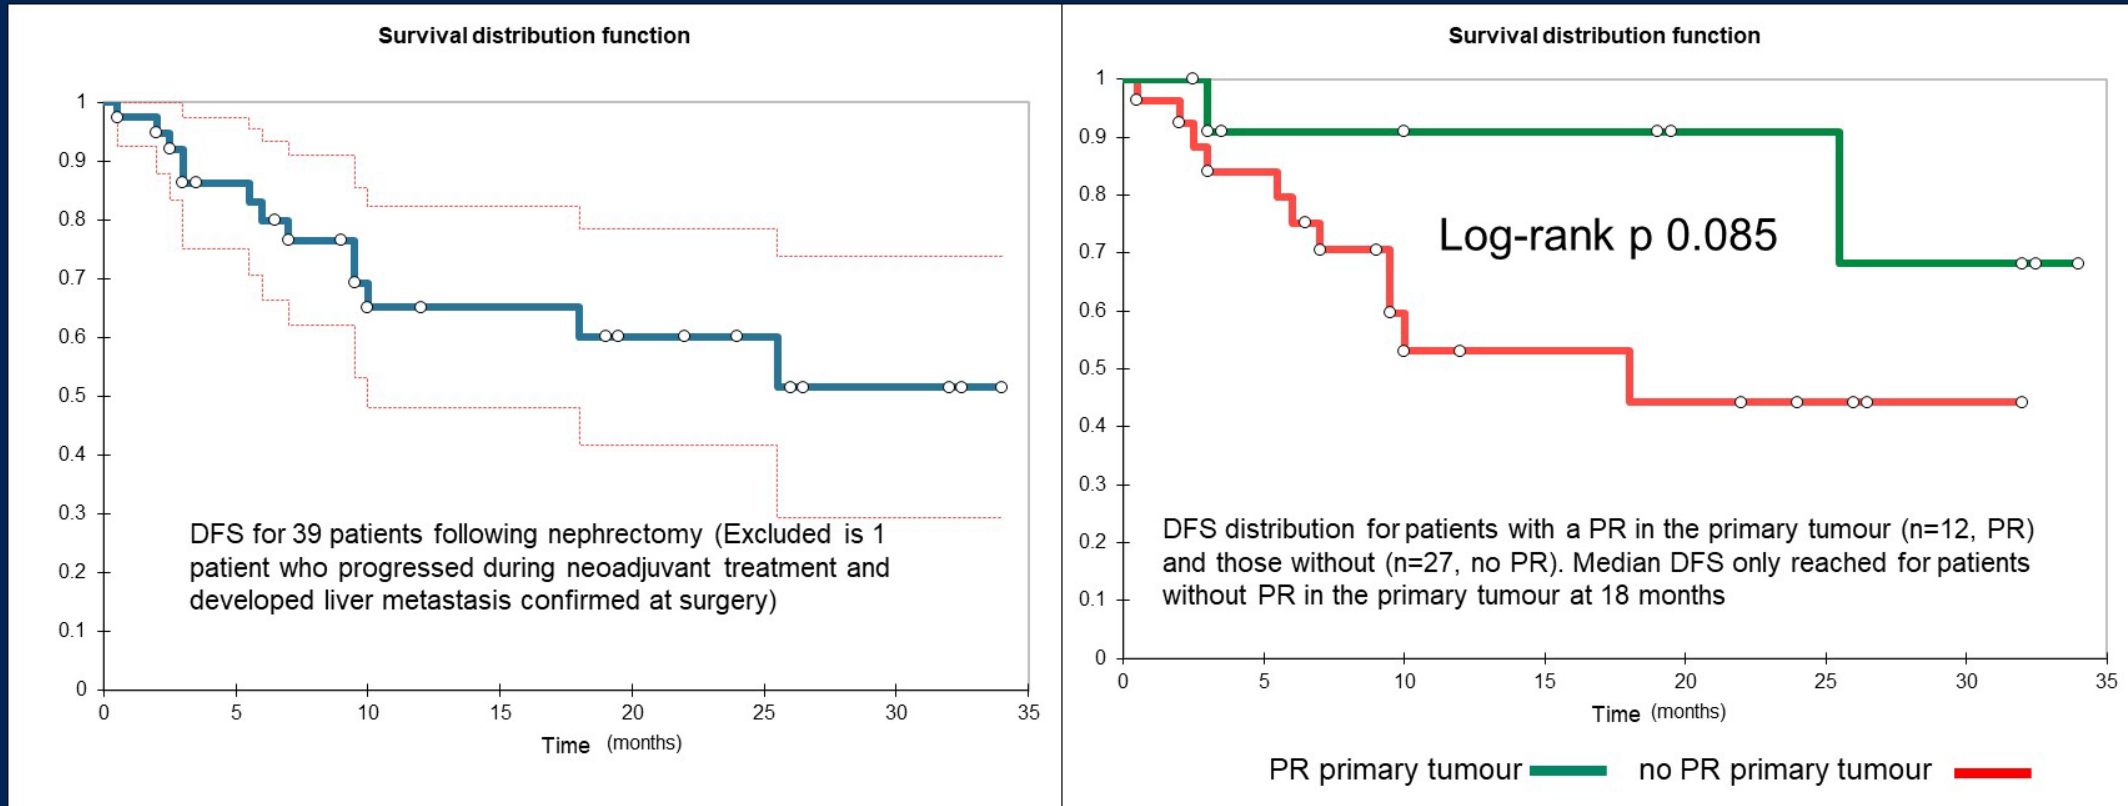 Survival distribution function
1
0.9
0.8
0.7
0.6
0.5
0.4
0.3
0.2
0.1
0
DFS for 39 patients following nephrectomy (Excluded is 1
patient who progressed during neoadjuvant treatment and
developed liver metastasis confirmed at surgery)
0 5 10 15 20 25 30 35
Time (months)
Survival distribution function
1
0.9
0.8
0.7
0.6
0.5
0.4
0.3
0.2
0.1
0
Log-rank p 0.085
DFS distribution for patients with a PR in the primary tumour (n=12, PR)
and those without (n=27, no PR). Median DFS only reached for patients
without PR in the primary tumour at 18 months
0 5 10 15 20 25 30 35
Time (months)
PR primary tumour no PR primary tumour